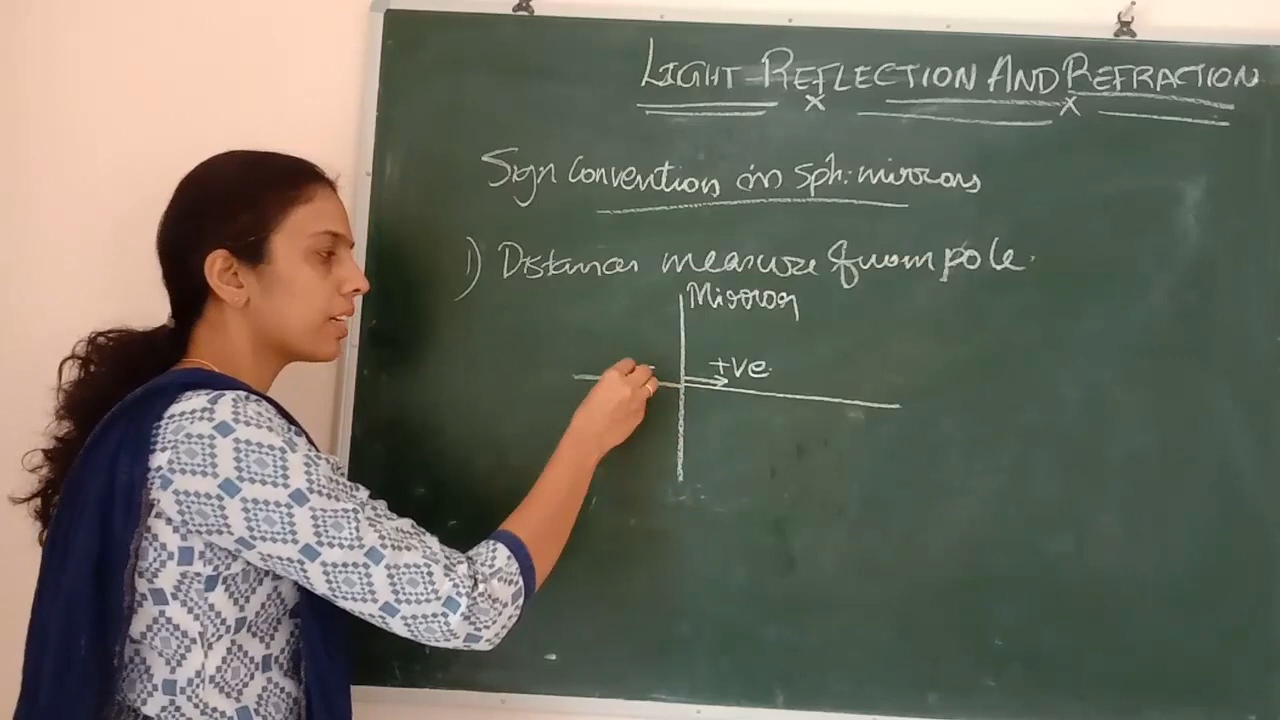 LIGHT-REFLECTION AND REFRACTION
Sign Convention in Sph. mirrors
1) Distances measure from pole.
Mirror
+ve